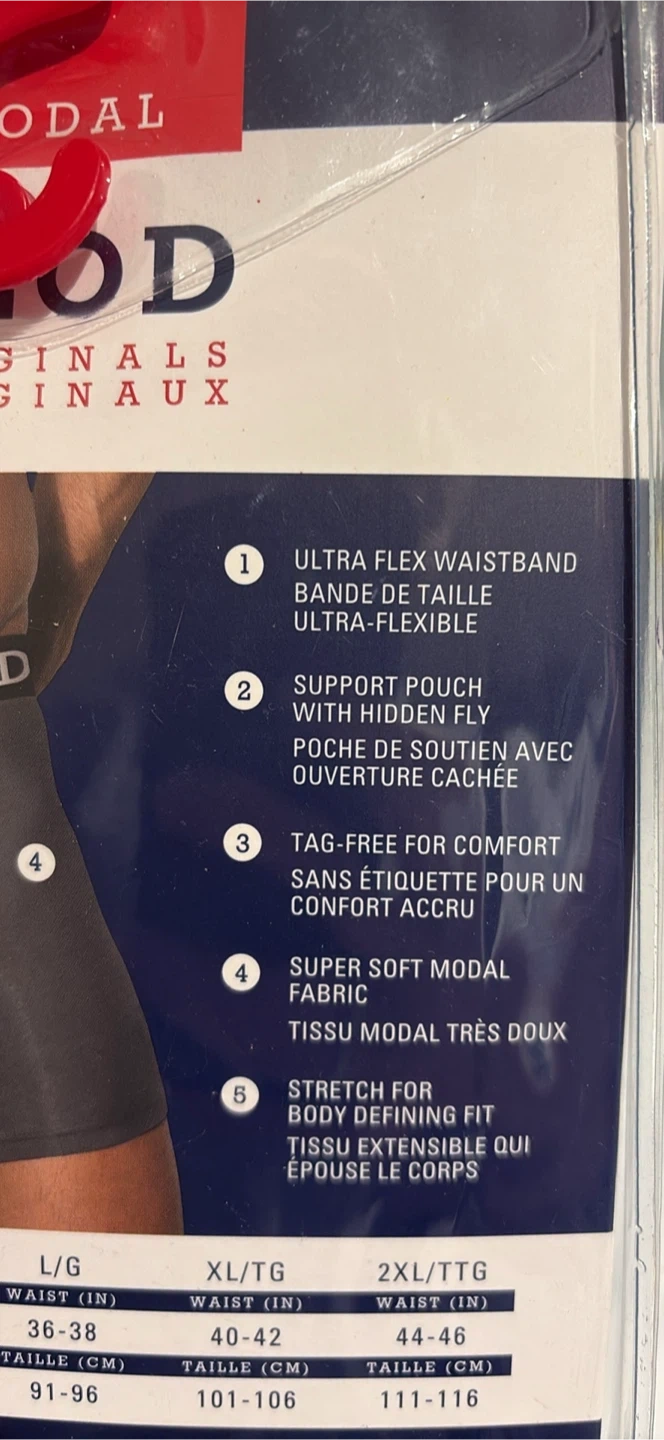 ODAL
OD
GINALS
GINAUX
1 ULTRA FLEX WAISTBAND
BANDE DE TAILLE
ULTRA-FLEXIBLE
D
2 SUPPORT POUCH
WITH HIDDEN FLY
POCHE DE SOUTIEN AVEC
OUVERTURE CACHÉE
3 TAG-FREE FOR COMFORT
4
SANS ÉTIQUETTE POUR UN
CONFORT ACCRU
4 SUPER SOFT MODAL
FABRIC
TISSU MODAL TRÈS DOUX
5 STRETCH FOR
BODY DEFINING FIT
TISSU EXTENSIBLE QUI
ÉPOUSE LE CORPS
L/G XL/TG 2XL/TTG
WAIST (IN) WAIST (IN) WAIST (IN)
36-38 40-42 44-46
TAILLE (CM) TAILLE (CM) TAILLE (CM)
91-96 101-106 111-116